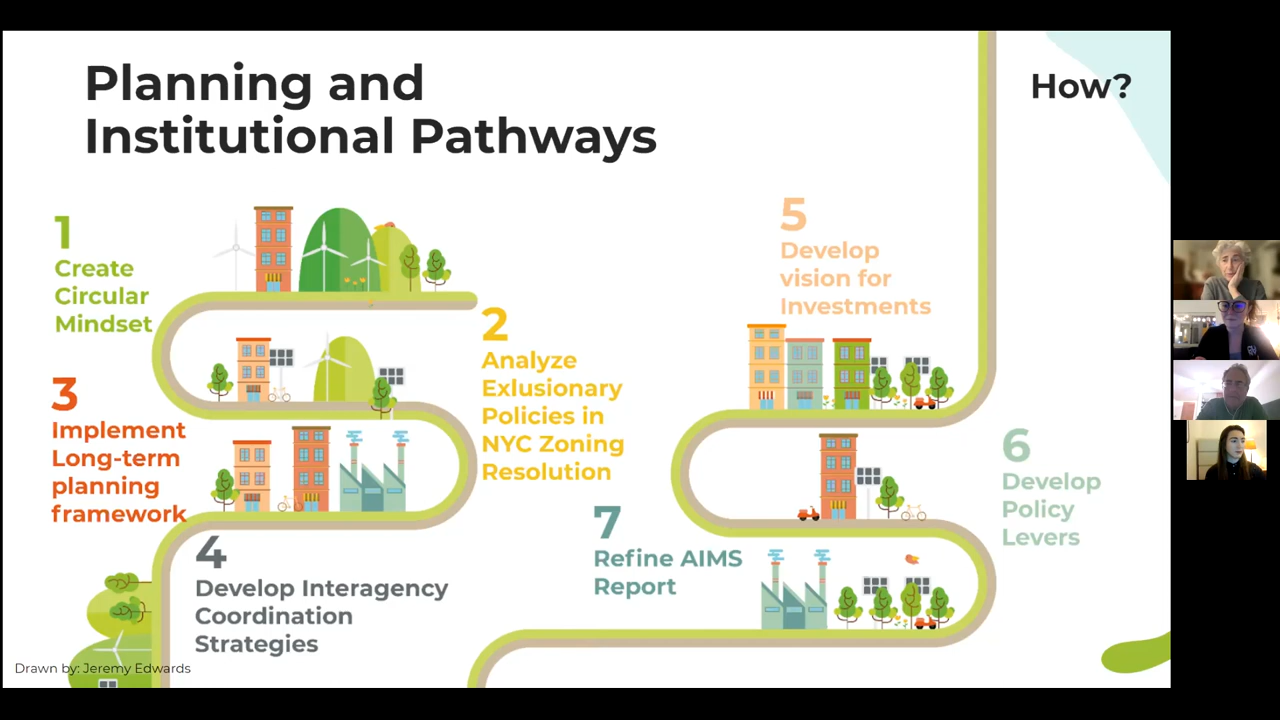 Planning and
Institutional Pathways
How?
1
Create
Circular
Mindset
2
Analyze
Exlusionary
Policies in
NYC Zoning
Resolution
3
Implement
Long-term
planning
framework
4
Develop Interagency
Coordination
Strategies
5
Develop
vision for
Investments
6
Develop
Policy
Levers
7
Refine AIMS
Report
Drawn by: Jeremy Edwards